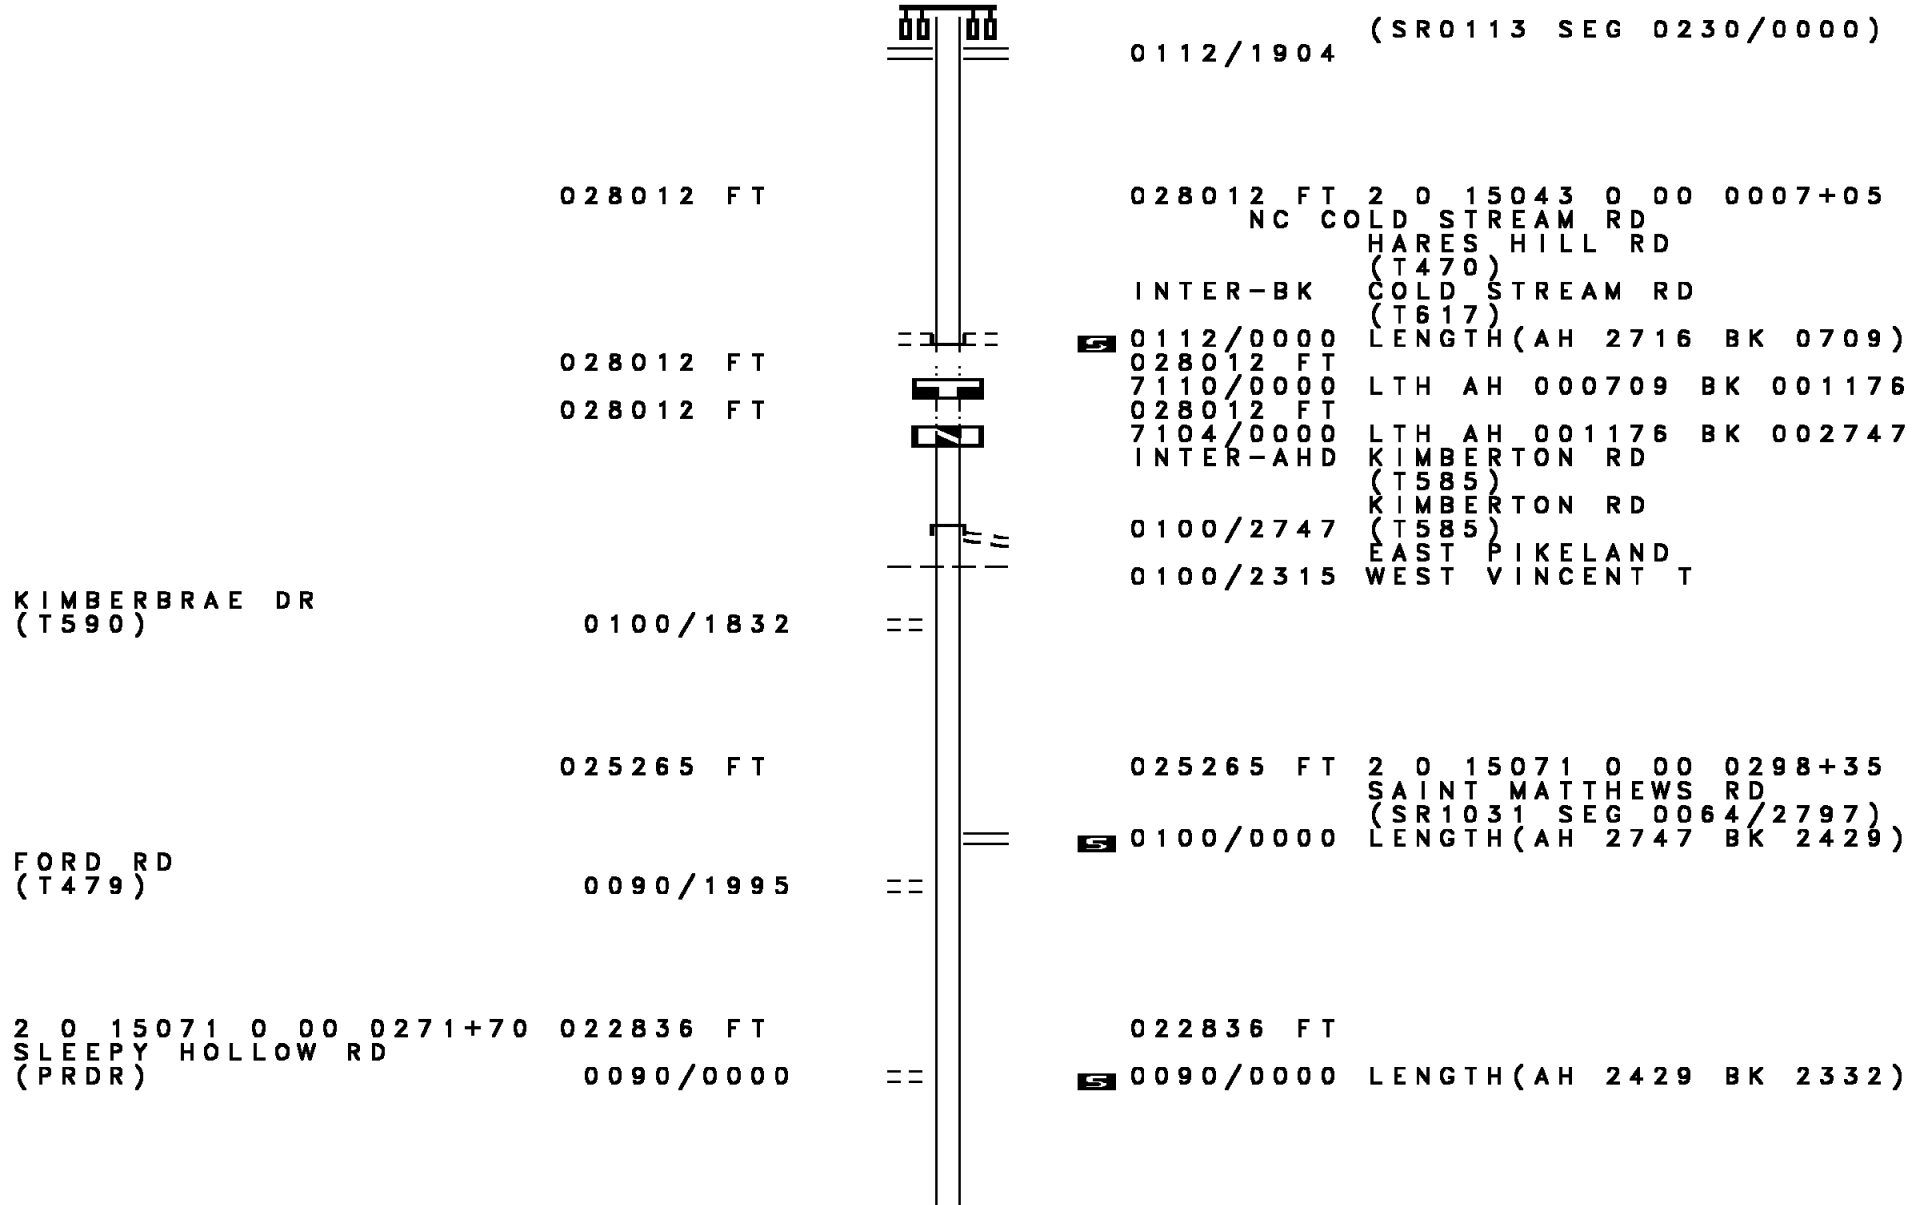 (SR0113 SEG 0230/0000)
0112/1904
028012 FT 028012 FT 2 0 15043 0 00 0007+05
NC COLD STREAM RD
HARES HILL RD
(T470)
INTER-BK COLD STREAM RD
(T617)
S 0112/0000 LENGTH(AH 2716 BK 0709)
028012 FT 028012 FT
7110/0000 LTH AH 000709 BK 001176
028012 FT 028012 FT
7104/0000 LTH AH 001176 BK 002747
INTER-AHD KIMBERTON RD
(T585)
KIMBERTON RD
0100/2747 (T585)
EAST PIKELAND
0100/2315 WEST VINCENT T
KIMBERBRAE DR
(T590) 0100/1832
025265 FT 025265 FT 2 0 15071 0 00 0298+35
SAINT MATTHEWS RD
(SR1031 SEG 0064/2797)
S 0100/0000 LENGTH(AH 2747 BK 2429)
FORD RD
(T479) 0090/1995
2 0 15071 0 00 0271+70 022836 FT 022836 FT
SLEEPY HOLLOW RD
(PRDR) 0090/0000 S 0090/0000 LENGTH(AH 2429 BK 2332)